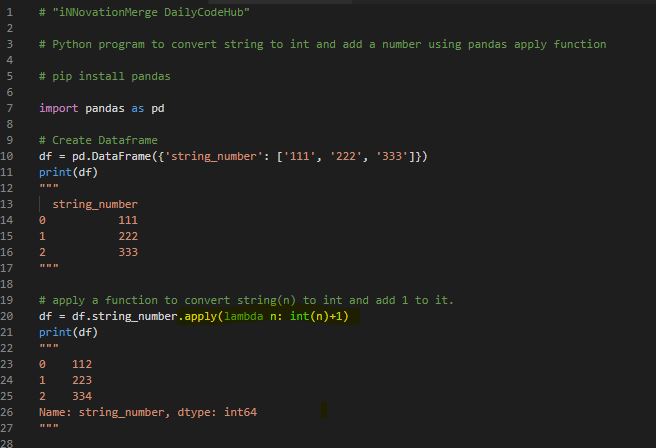 1 # "iNNovationMerge DailyCodeHub"
2
3 # Python program to convert string to int and add a number using pandas apply function
4
5 # pip install pandas
6
7 import pandas as pd
8
9 # Create Dataframe
10 df = pd.DataFrame({'string_number': ['111', '222', '333']})
11 print(df)
12 """
13   string_number
14 0           111
15 1           222
16 2           333
17 """
18
19 # apply a function to convert string(n) to int and add 1 to it.
20 df = df.string_number.apply(lambda n: int(n)+1)
21 print(df)
22 """
23 0    112
24 1    223
25 2    334
26 Name: string_number, dtype: int64
27 """
28